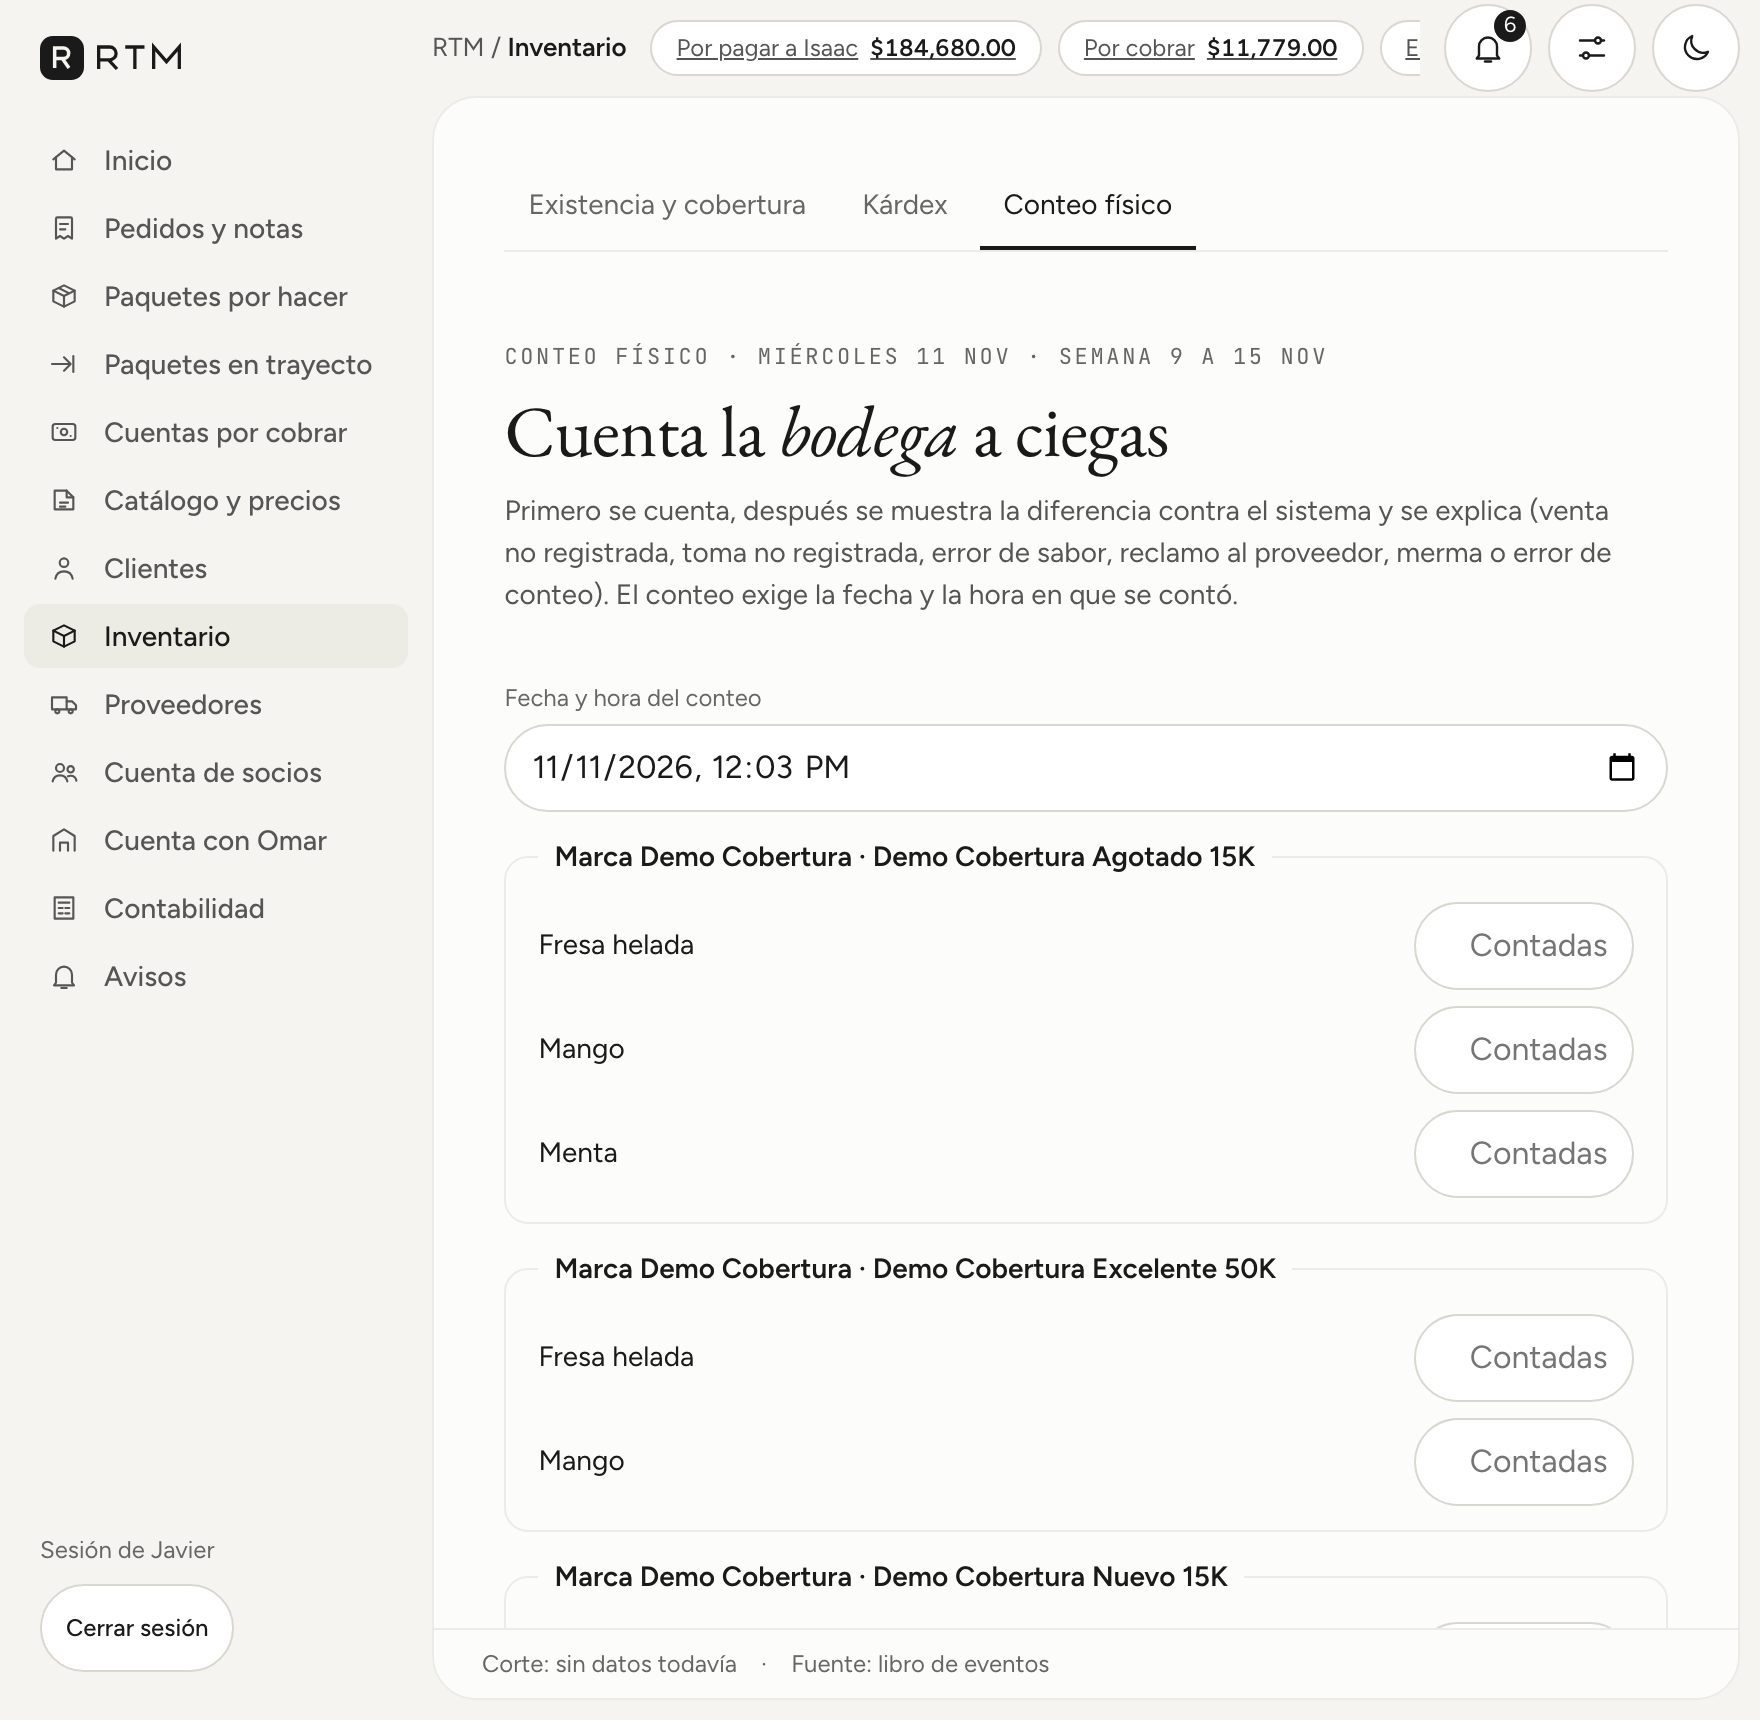 R RTM
RTM / Inventario
Por pagar a Isaac $184,680.00
Por cobrar $11,779.00
E
6
Inicio
Pedidos y notas
Paquetes por hacer
Paquetes en trayecto
Cuentas por cobrar
Catálogo y precios
Clientes
Inventario
Proveedores
Cuenta de socios
Cuenta con Omar
Contabilidad
Avisos
Sesión de Javier
Cerrar sesión
Existencia y cobertura
Kárdex
Conteo físico
CONTEO FÍSICO · MIÉRCOLES 11 NOV · SEMANA 9 A 15 NOV
Cuenta la bodega a ciegas
Primero se cuenta, después se muestra la diferencia contra el sistema y se explica (venta
no registrada, toma no registrada, error de sabor, reclamo al proveedor, merma o error de
conteo). El conteo exige la fecha y la hora en que se contó.
Fecha y hora del conteo
11/11/2026, 12:03 PM
Marca Demo Cobertura · Demo Cobertura Agotado 15K
Fresa helada Contadas
Mango Contadas
Menta Contadas
Marca Demo Cobertura · Demo Cobertura Excelente 50K
Fresa helada Contadas
Mango Contadas
Marca Demo Cobertura · Demo Cobertura Nuevo 15K
Corte: sin datos todavía · Fuente: libro de eventos